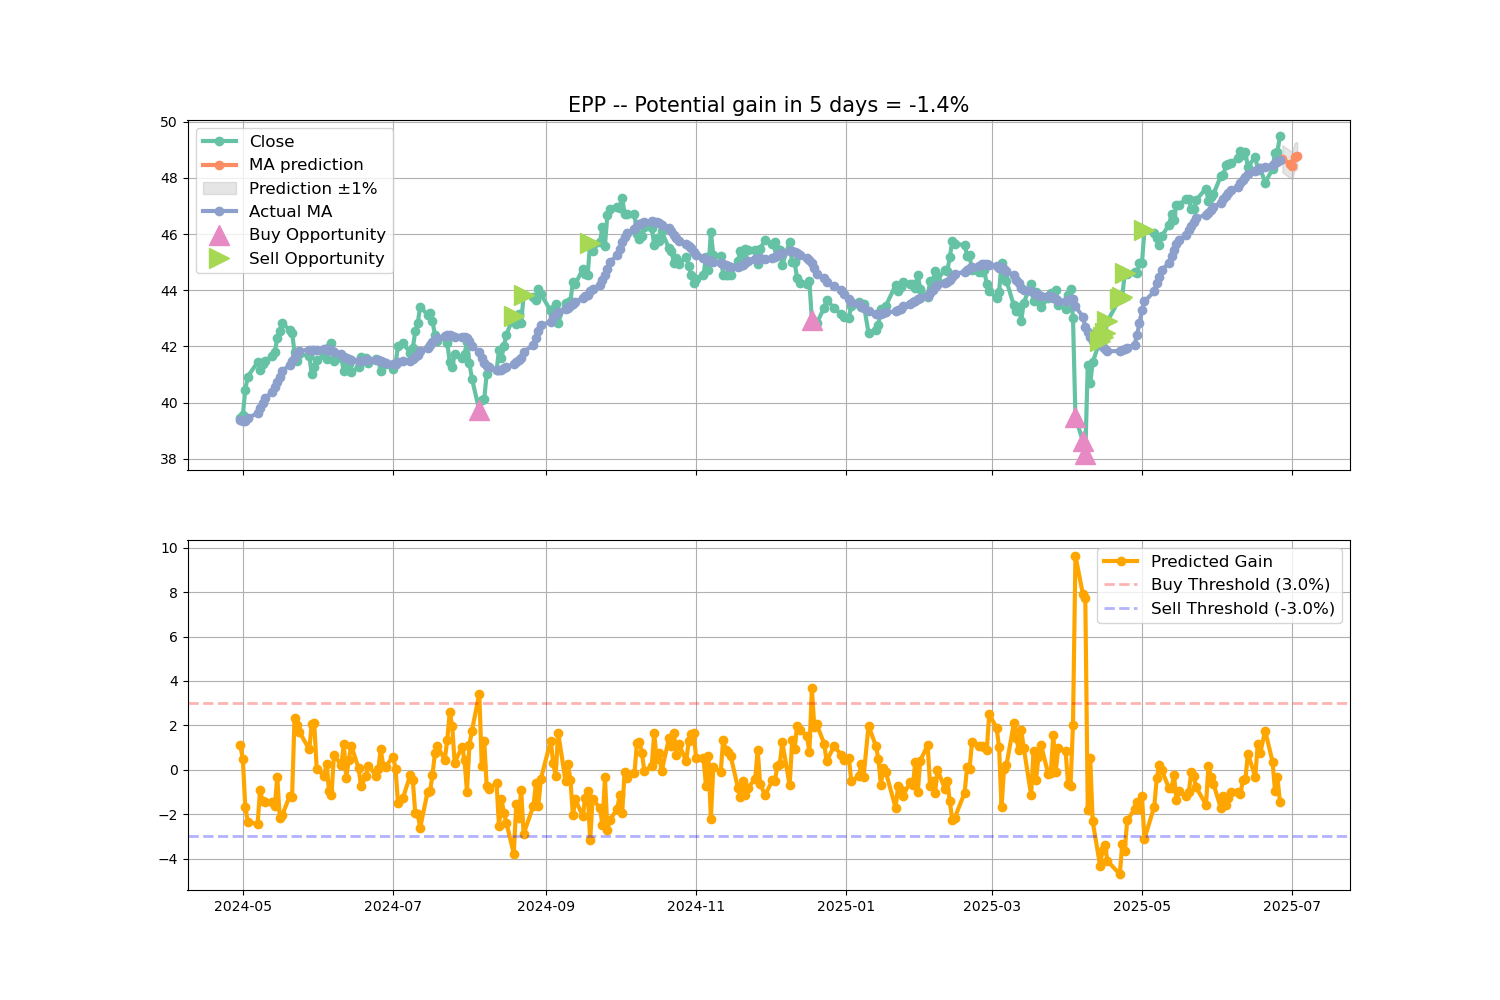 EPP -- Potential gain in 5 days = -1.4%
50
48
46
44
42
40
38
Close
MA prediction
Prediction ±1%
Actual MA
Buy Opportunity
Sell Opportunity
10
8
6
4
2
0
−2
−4
Predicted Gain
Buy Threshold (3.0%)
Sell Threshold (-3.0%)
2024-05
2024-07
2024-09
2024-11
2025-01
2025-03
2025-05
2025-07